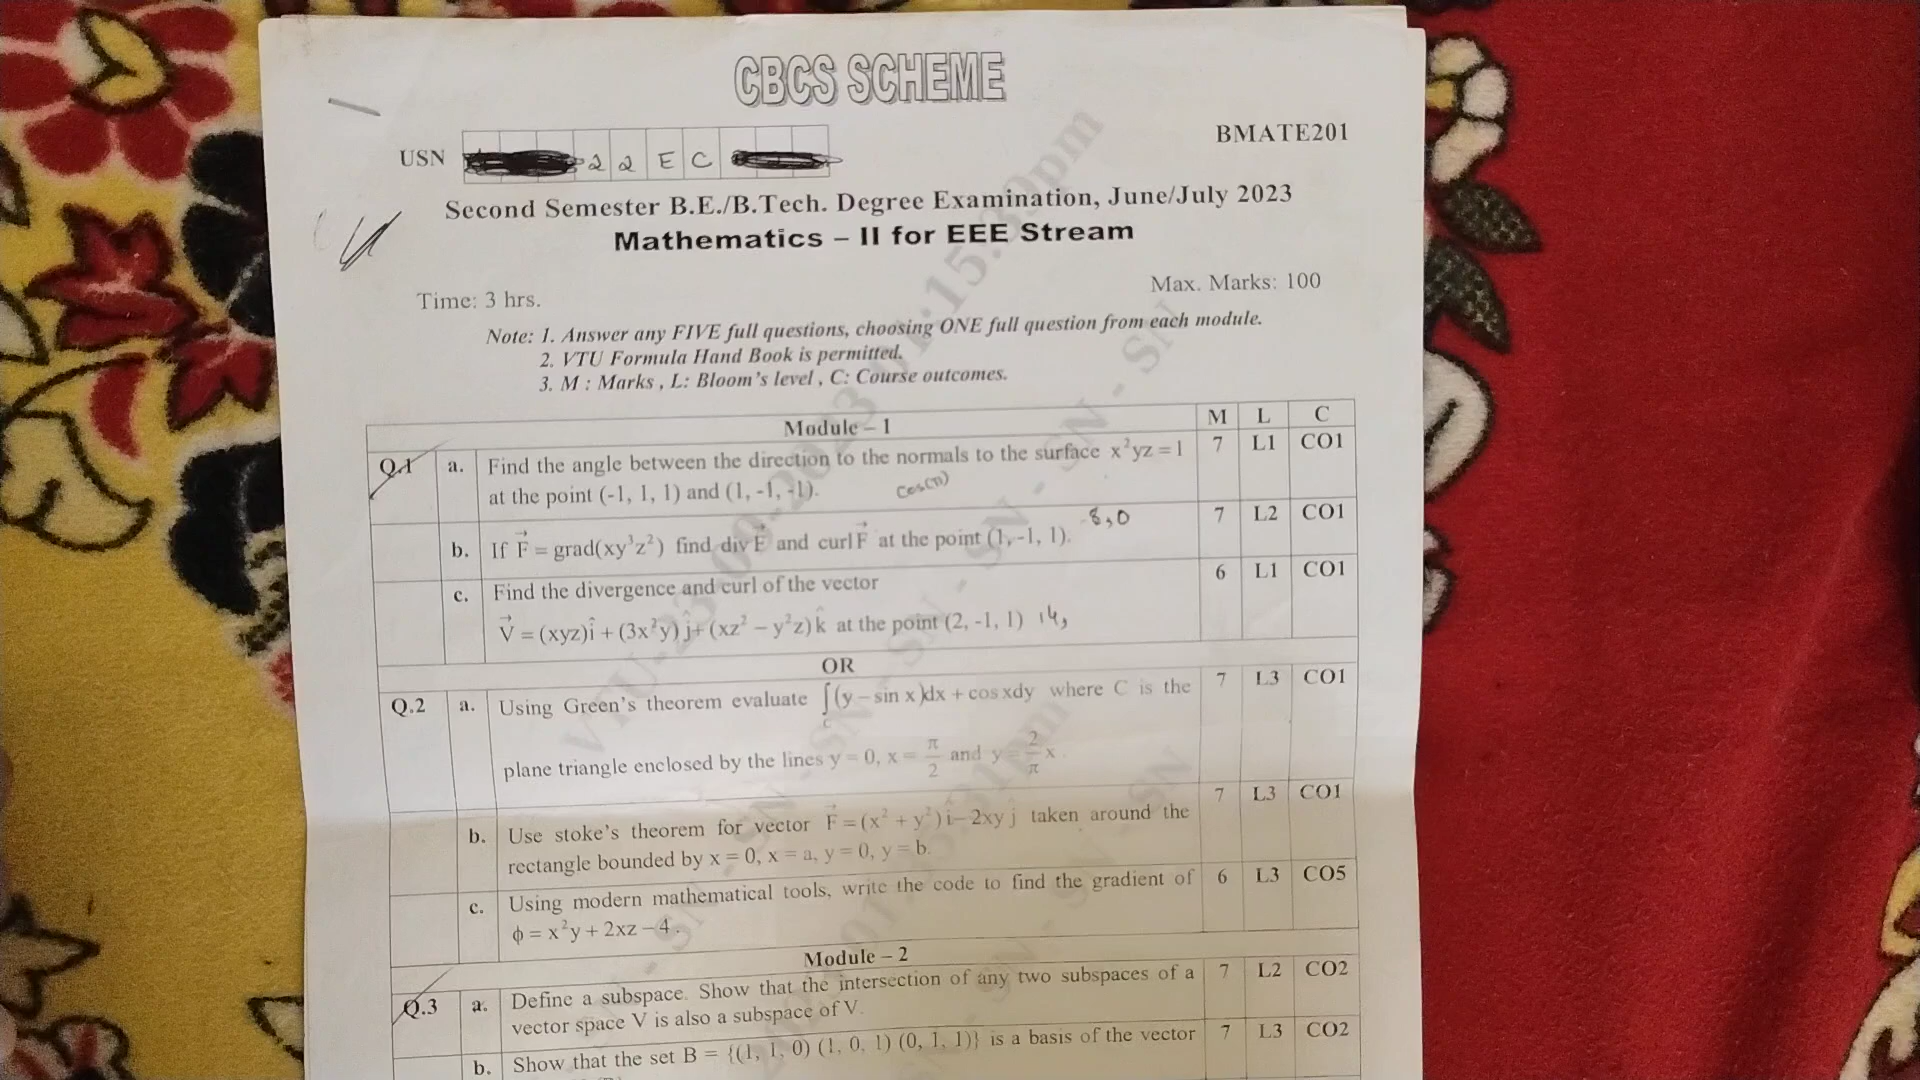 CBCS SCHEME
USN 22EC
BMATE201
Second Semester B.E./B.Tech. Degree Examination, June/July 2023
Mathematics – II for EEE Stream
Time: 3 hrs.
Max. Marks: 100
Note: 1. Answer any FIVE full questions, choosing ONE full question from each module.
2. VTU Formula Hand Book is permitted.
3. M : Marks , L: Bloom's level , C: Course outcomes.
Module – 1 M L C
Q.1 a. Find the angle between the direction to the normals to the surface x²yz = 1 7 L1 CO1
at the point (-1, 1, 1) and (1, -1, -1).
b. If F⃗ = grad(xy³z²) find div F⃗ and curl F⃗ at the point (1, -1, 1). -8,0 7 L2 CO1
c. Find the divergence and curl of the vector 6 L1 CO1
V⃗ = (xyz)î + (3x²y)ĵ + (xz² – y²z)k̂ at the point (2, -1, 1) 14,
OR
Q.2 a. Using Green's theorem evaluate ∫(y – sin x)dx + cos xdy where C is the 7 L3 CO1
C
plane triangle enclosed by the lines y = 0, x = π/2 and y = 2/π x .
b. Use stoke's theorem for vector F⃗ = (x² + y²)î – 2xy ĵ taken around the 7 L3 CO1
rectangle bounded by x = 0, x = a, y = 0, y = b.
c. Using modern mathematical tools, write the code to find the gradient of 6 L3 CO5
ϕ = x²y + 2xz – 4 .
Module – 2
Q.3 a. Define a subspace. Show that the intersection of any two subspaces of a 7 L2 CO2
vector space V is also a subspace of V.
b. Show that the set B = {(1, 1, 0) (1, 0, 1) (0, 1, 1)} is a basis of the vector 7 L3 CO2